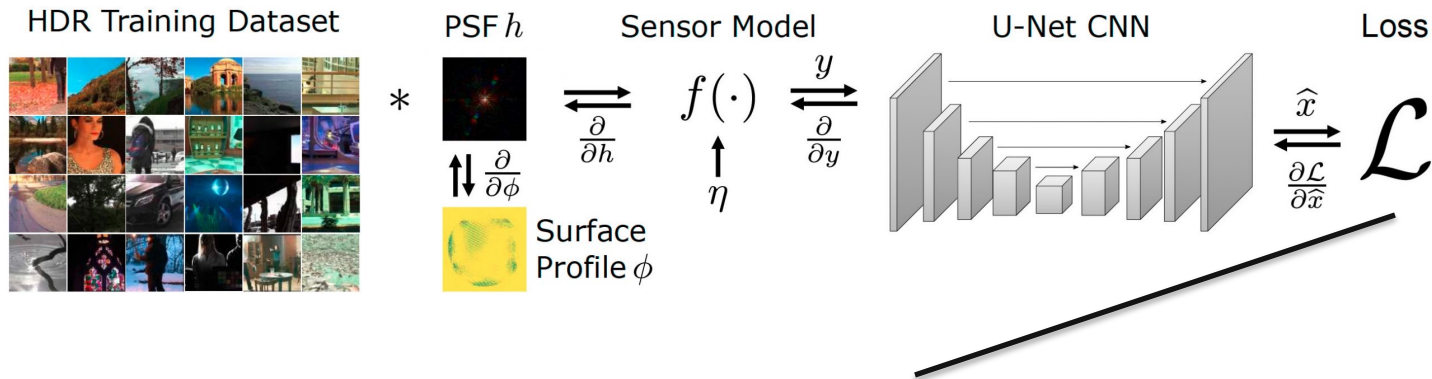 HDR Training Dataset
PSF h
Sensor Model
U-Net CNN
Loss
*
∂/∂h
f(·)
y
∂/∂y
x̂
ℒ
∂ℒ/∂x̂
∂/∂ϕ
η
Surface
Profile ϕ